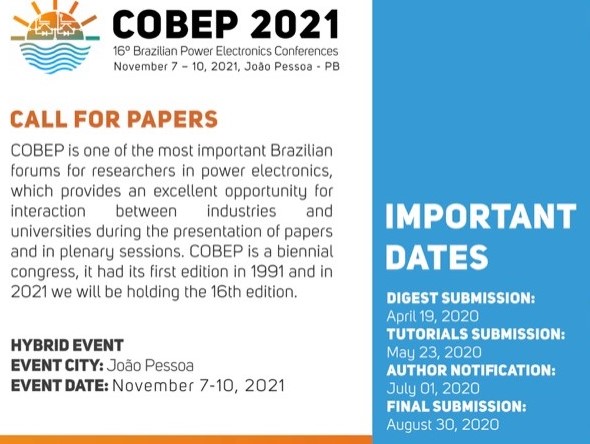 COBEP 2021
16º Brazilian Power Electronics Conferences
November 7 – 10, 2021, João Pessoa - PB
CALL FOR PAPERS
COBEP is one of the most important Brazilian
forums for researchers in power electronics,
which provides an excellent opportunity for
interaction between industries and
universities during the presentation of papers
and in plenary sessions. COBEP is a biennial
congress, it had its first edition in 1991 and in
2021 we will be holding the 16th edition.
HYBRID EVENT
EVENT CITY: João Pessoa
EVENT DATE: November 7-10, 2021
IMPORTANT
DATES
DIGEST SUBMISSION:
April 19, 2020
TUTORIALS SUBMISSION:
May 23, 2020
AUTHOR NOTIFICATION:
July 01, 2020
FINAL SUBMISSION:
August 30, 2020